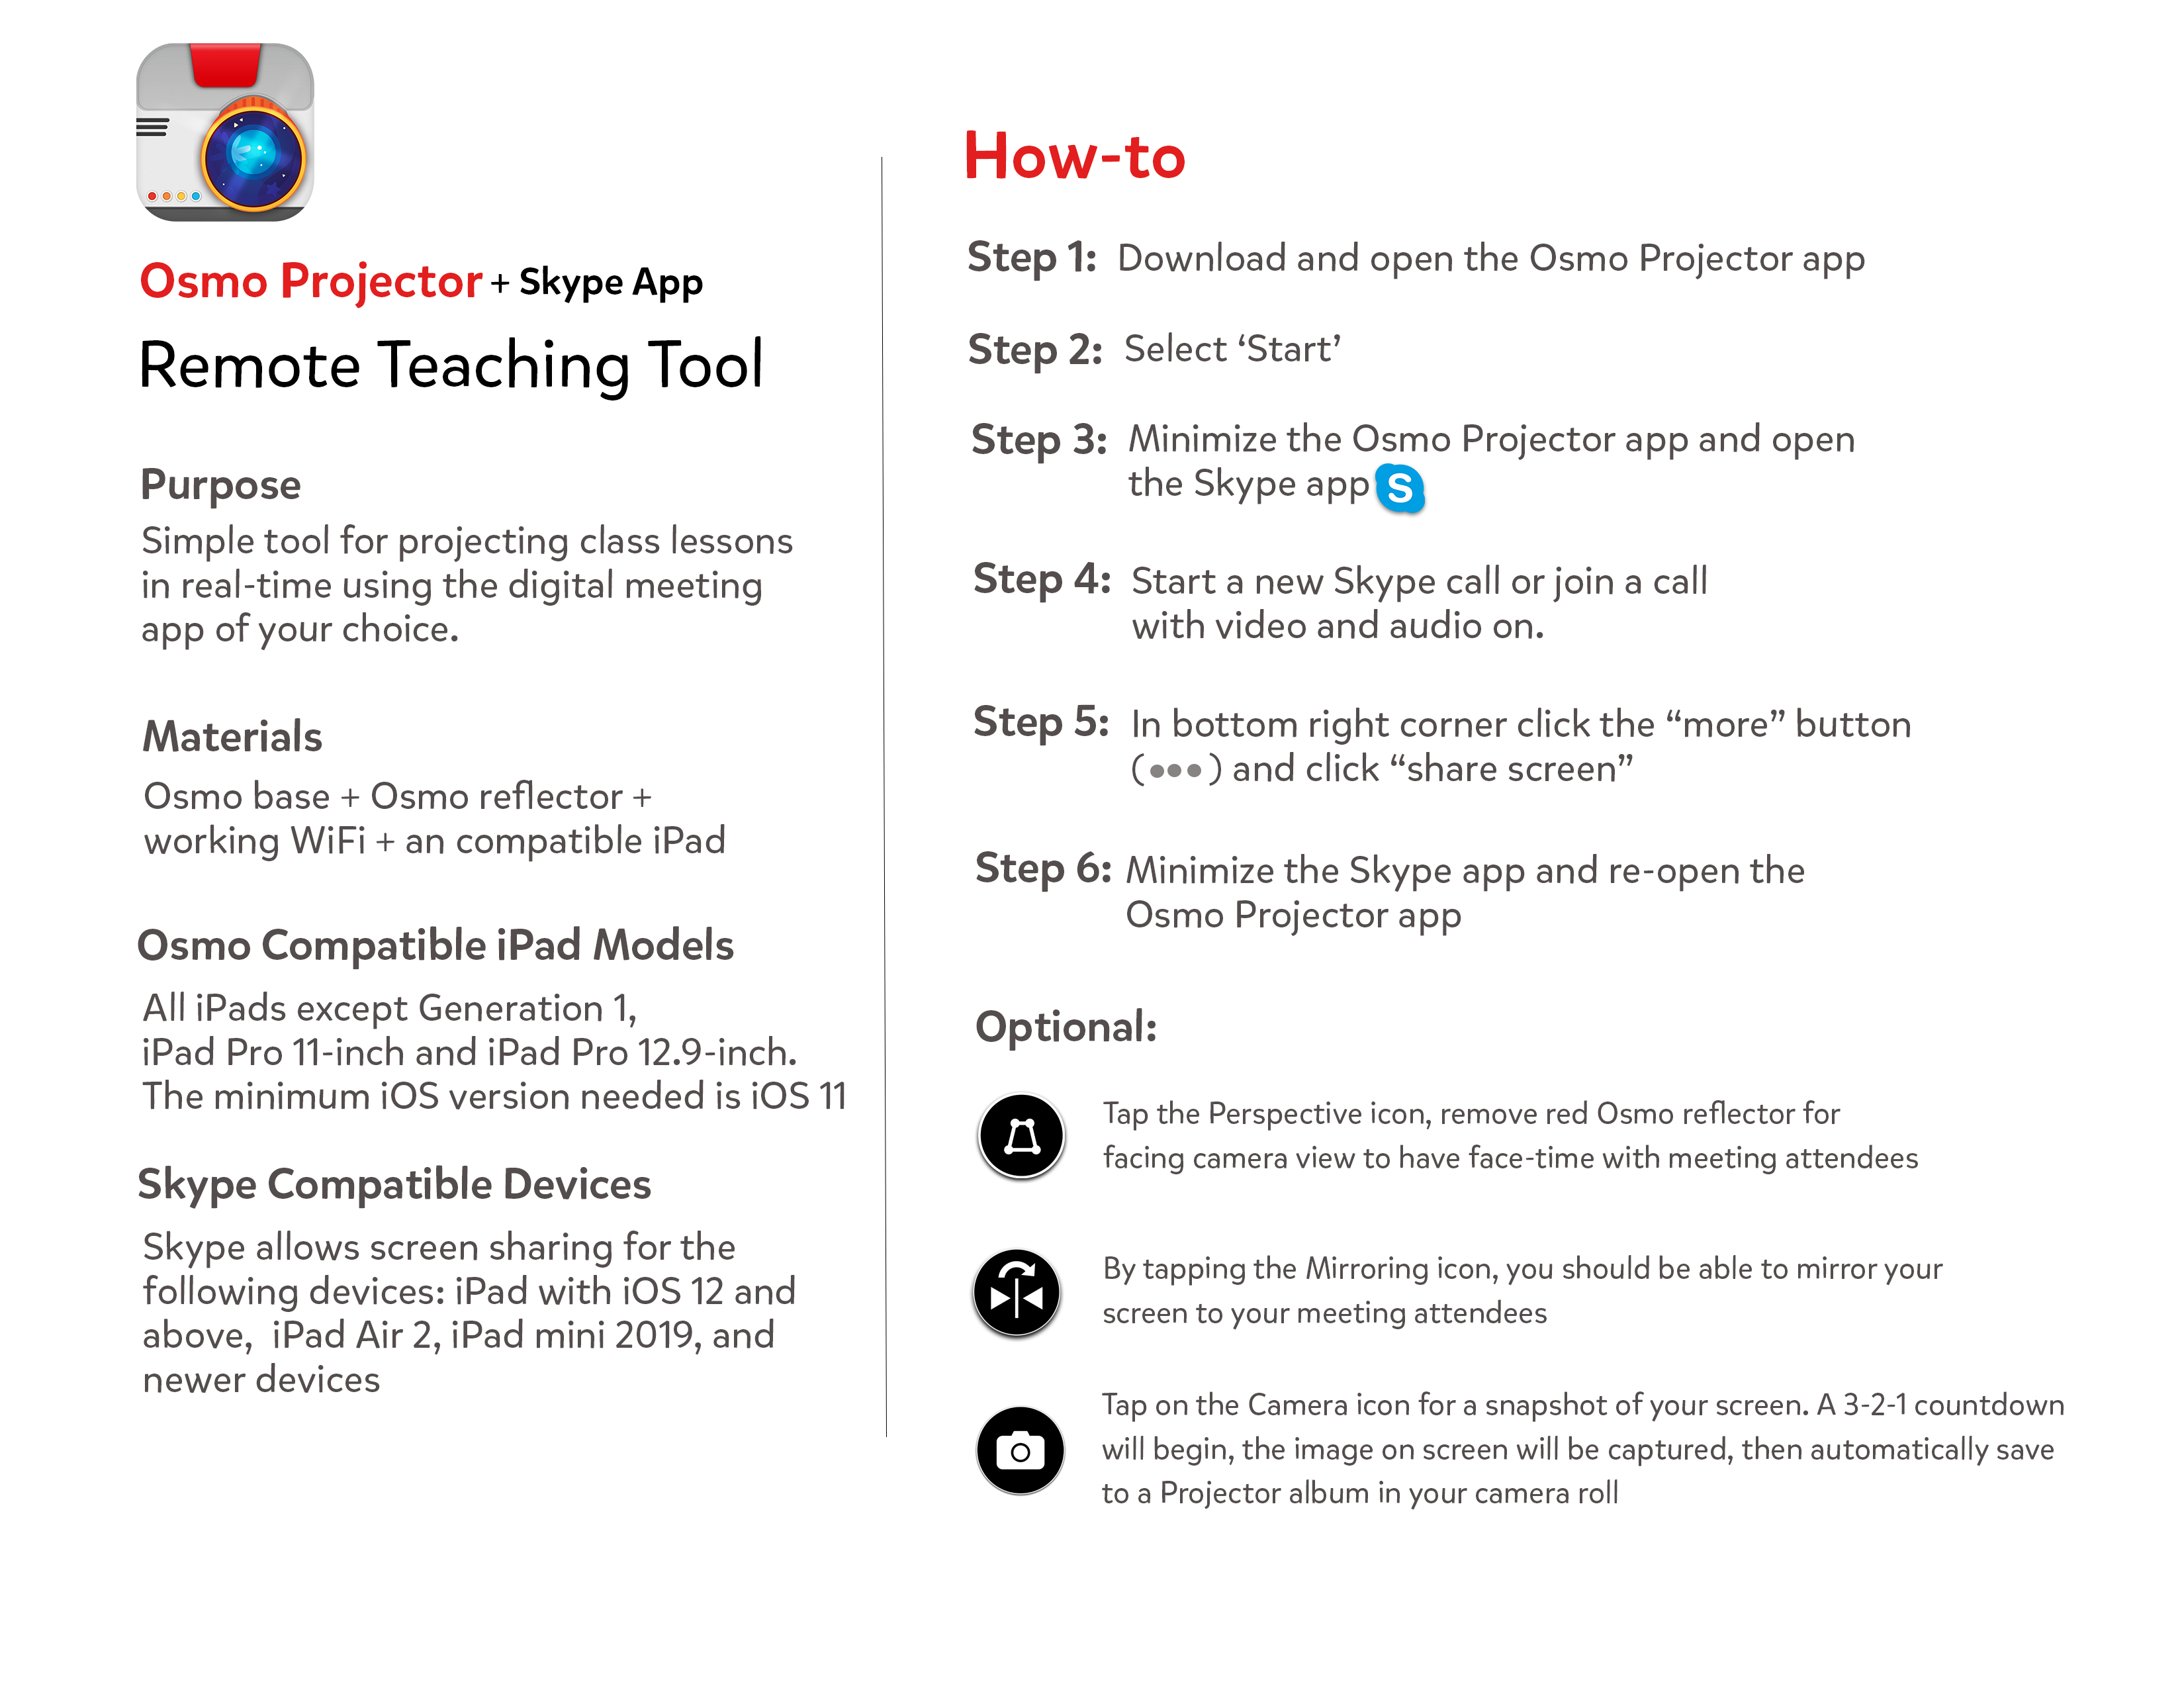 Osmo Projector + Skype App
Remote Teaching Tool
Purpose
Simple tool for projecting class lessons
in real-time using the digital meeting
app of your choice.
Materials
Osmo base + Osmo reflector +
working WiFi + an compatible iPad
Osmo Compatible iPad Models
All iPads except Generation 1,
iPad Pro 11-inch and iPad Pro 12.9-inch.
The minimum iOS version needed is iOS 11
Skype Compatible Devices
Skype allows screen sharing for the
following devices: iPad with iOS 12 and
above, iPad Air 2, iPad mini 2019, and
newer devices
How-to
Step 1: Download and open the Osmo Projector app
Step 2: Select ‘Start’
Step 3: Minimize the Osmo Projector app and open
the Skype app S
Step 4: Start a new Skype call or join a call
with video and audio on.
Step 5: In bottom right corner click the “more” button
(•••) and click “share screen”
Step 6: Minimize the Skype app and re-open the
Osmo Projector app
Optional:
Tap the Perspective icon, remove red Osmo reflector for
facing camera view to have face-time with meeting attendees
By tapping the Mirroring icon, you should be able to mirror your
screen to your meeting attendees
Tap on the Camera icon for a snapshot of your screen. A 3-2-1 countdown
will begin, the image on screen will be captured, then automatically save
to a Projector album in your camera roll